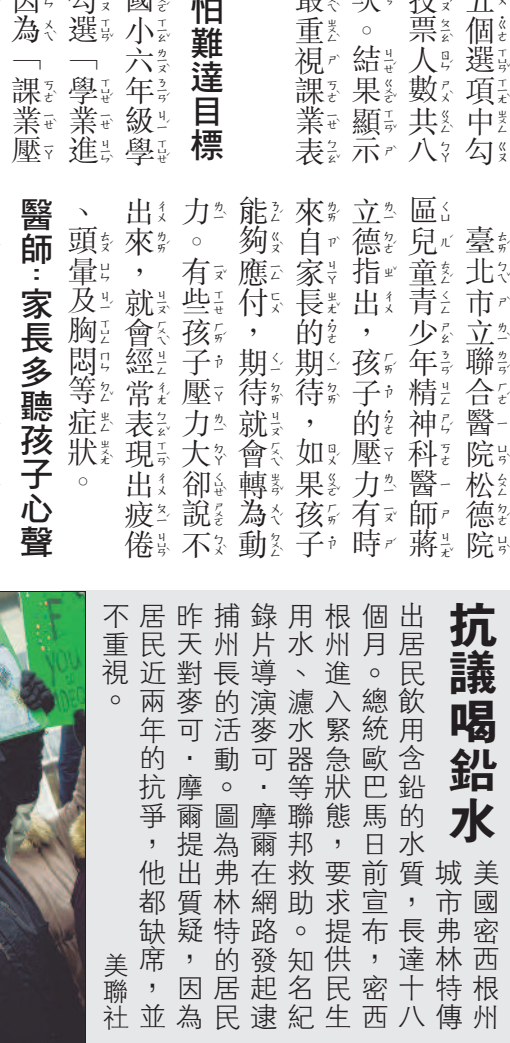 五個選項中勾
投票人數共八
次。結果顯示
最重視課業表
怕難達目標
國小六年級學
勾選「學業進
因為「課業壓
臺北市立聯合醫院松德院
區兒童青少年精神科醫師蔣
立德指出,孩子的壓力有時
來自家長的期待,如果孩子
能夠應付,期待就會轉為動
力。有些孩子壓力大卻說不
出來,就會經常表現出疲倦
、頭暈及胸悶等症狀。
醫師:家長多聽孩子心聲
抗議喝鉛水
美國密西根州
城市弗林特傳
出居民飲用含鉛的水質,長達十八
個月。總統歐巴馬日前宣布,密西
根州進入緊急狀態,要求提供民生
用水、濾水器等聯邦救助。知名紀
錄片導演麥可.摩爾在網路發起逮
捕州長的活動。圖為弗林特的居民
昨天對麥可.摩爾提出質疑,因為
居民近兩年的抗爭,他都缺席,並
不重視。
美聯社
YOU